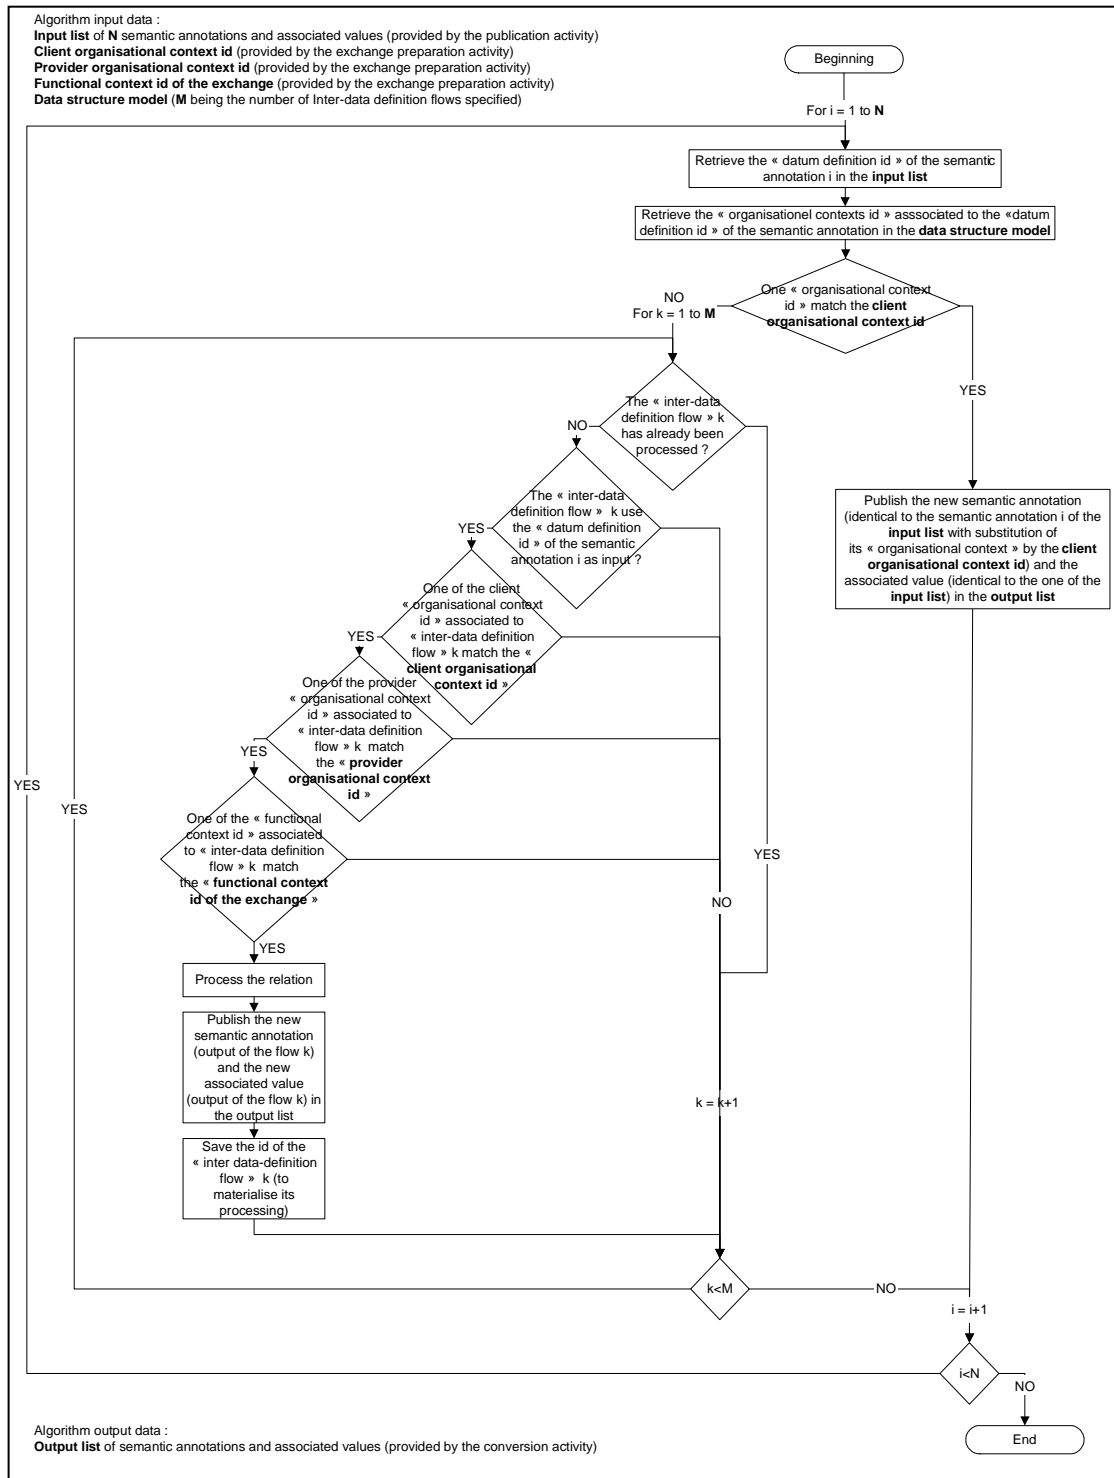 Algorithm input data :
Input list of N semantic annotations and associated values (provided by the publication activity)
Client organisational context id (provided by the exchange preparation activity)
Provider organisational context id (provided by the exchange preparation activity)
Functional context id of the exchange (provided by the exchange preparation activity)
Data structure model (M being the number of Inter-data definition flows specified)
Beginning
For i = 1 to N
Retrieve the « datum definition id » of the semantic
annotation i in the input list
Retrieve the « organisationel contexts id » asssociated to the «datum
definition id » of the semantic annotation in the data structure model
One « organisational context
id » match the client
organisational context id
NO
For k = 1 to M
YES
The « inter-data
definition flow » k
has already been
processed ?
NO
The « inter-data
definition flow » k use
the « datum definition
id » of the semantic
annotation i as input ?
YES
Publish the new semantic annotation
(identical to the semantic annotation i of the
input list with substitution of
its « organisational context » by the client
organisational context id) and the
associated value (identical to the one of the
input list) in the output list
One of the client
« organisational context
id » associated to
« inter-data definition
flow » k match the «
client organisational
context id »
YES
One of the provider
« organisational context
id » associated to
« inter-data definition
flow » k match
the « provider
organisational context
id »
YES
YES
YES
One of the « functional
context id » associated
to « inter-data definition
flow » k match
the « functional context
id of the exchange »
YES
NO
YES
Process the relation
Publish the new
semantic annotation
(output of the flow k)
and the new
associated value
(output of the flow k) in
the output list
k = k+1
Save the id of the
« inter data-definition
flow » k (to
materialise its
processing)
k<M
NO
i = i+1
i<N
NO
End
Algorithm output data :
Output list of semantic annotations and associated values (provided by the conversion activity)